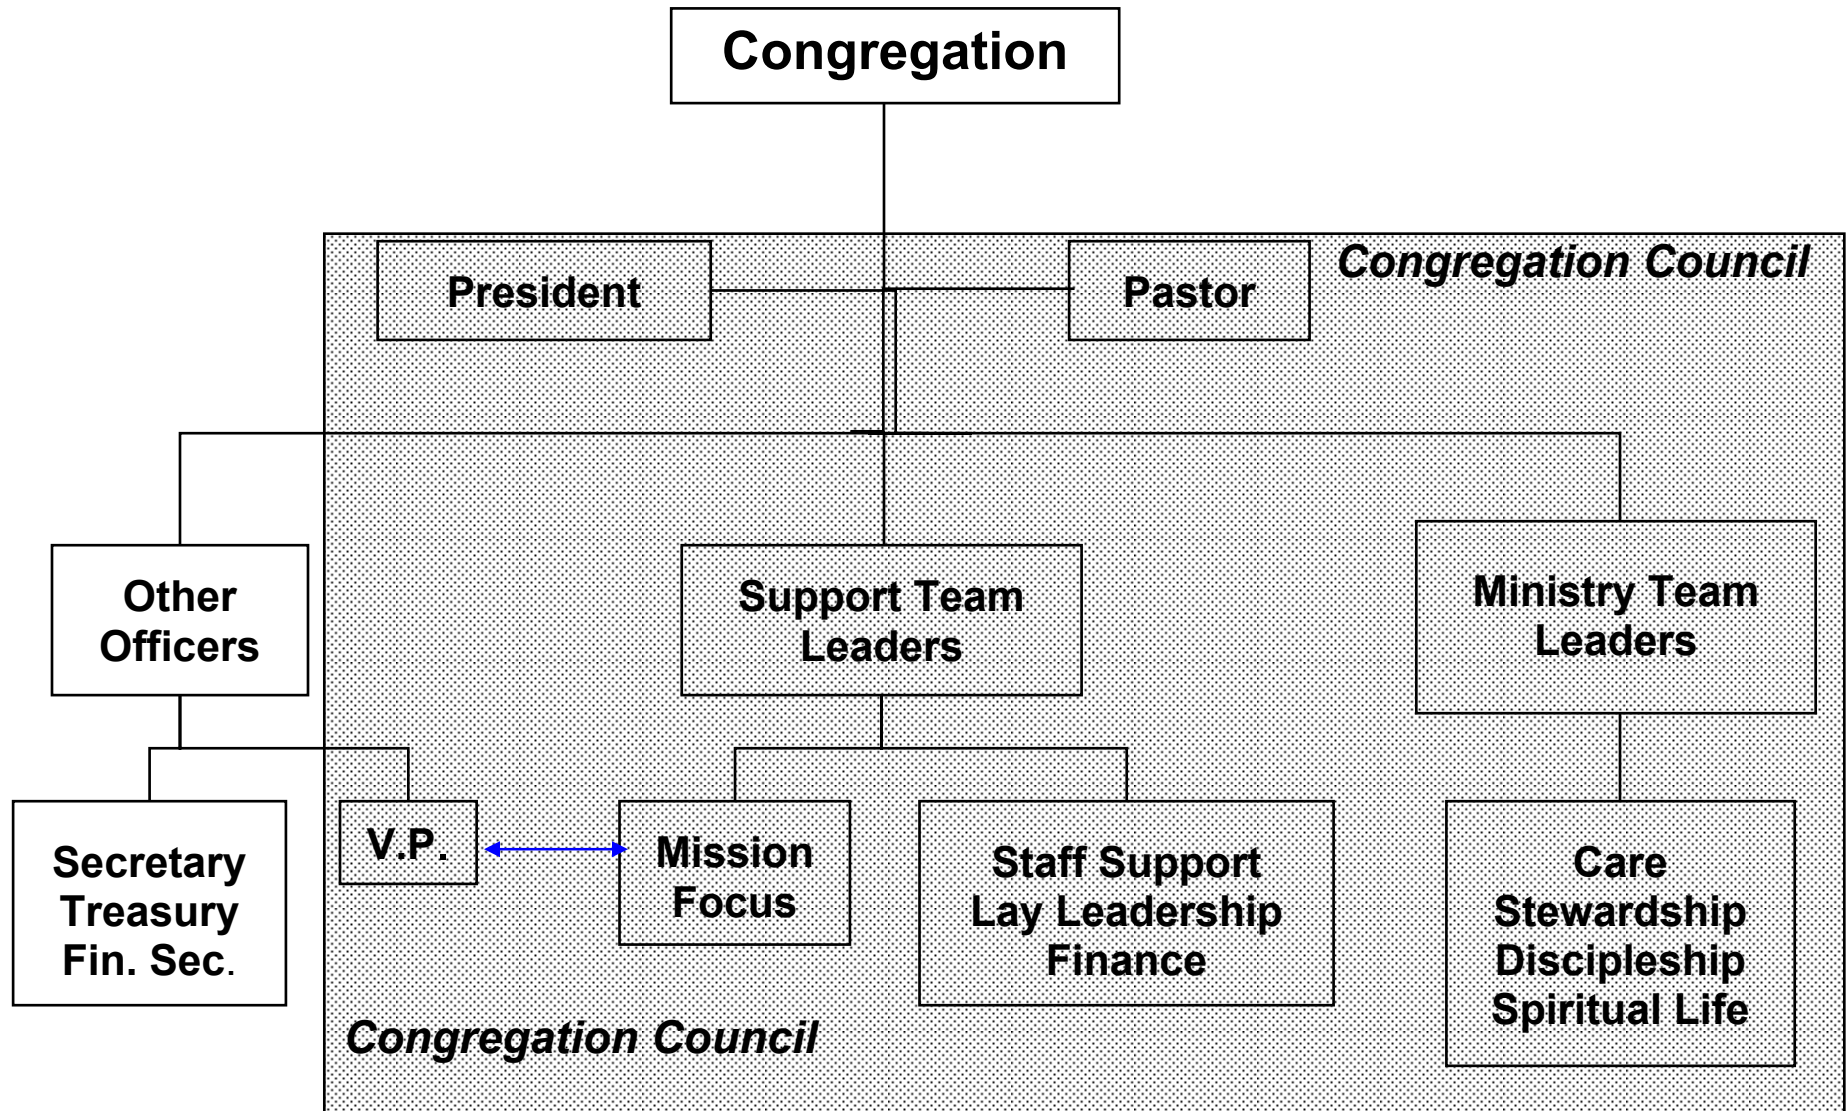 Congregation
Congregation Council
President
Pastor
Other
Officers
Support Team
Leaders
Ministry Team
Leaders
Secretary
Treasury
Fin. Sec.
V.P.
Mission
Focus
Staff Support
Lay Leadership
Finance
Care
Stewardship
Discipleship
Spiritual Life
Congregation Council